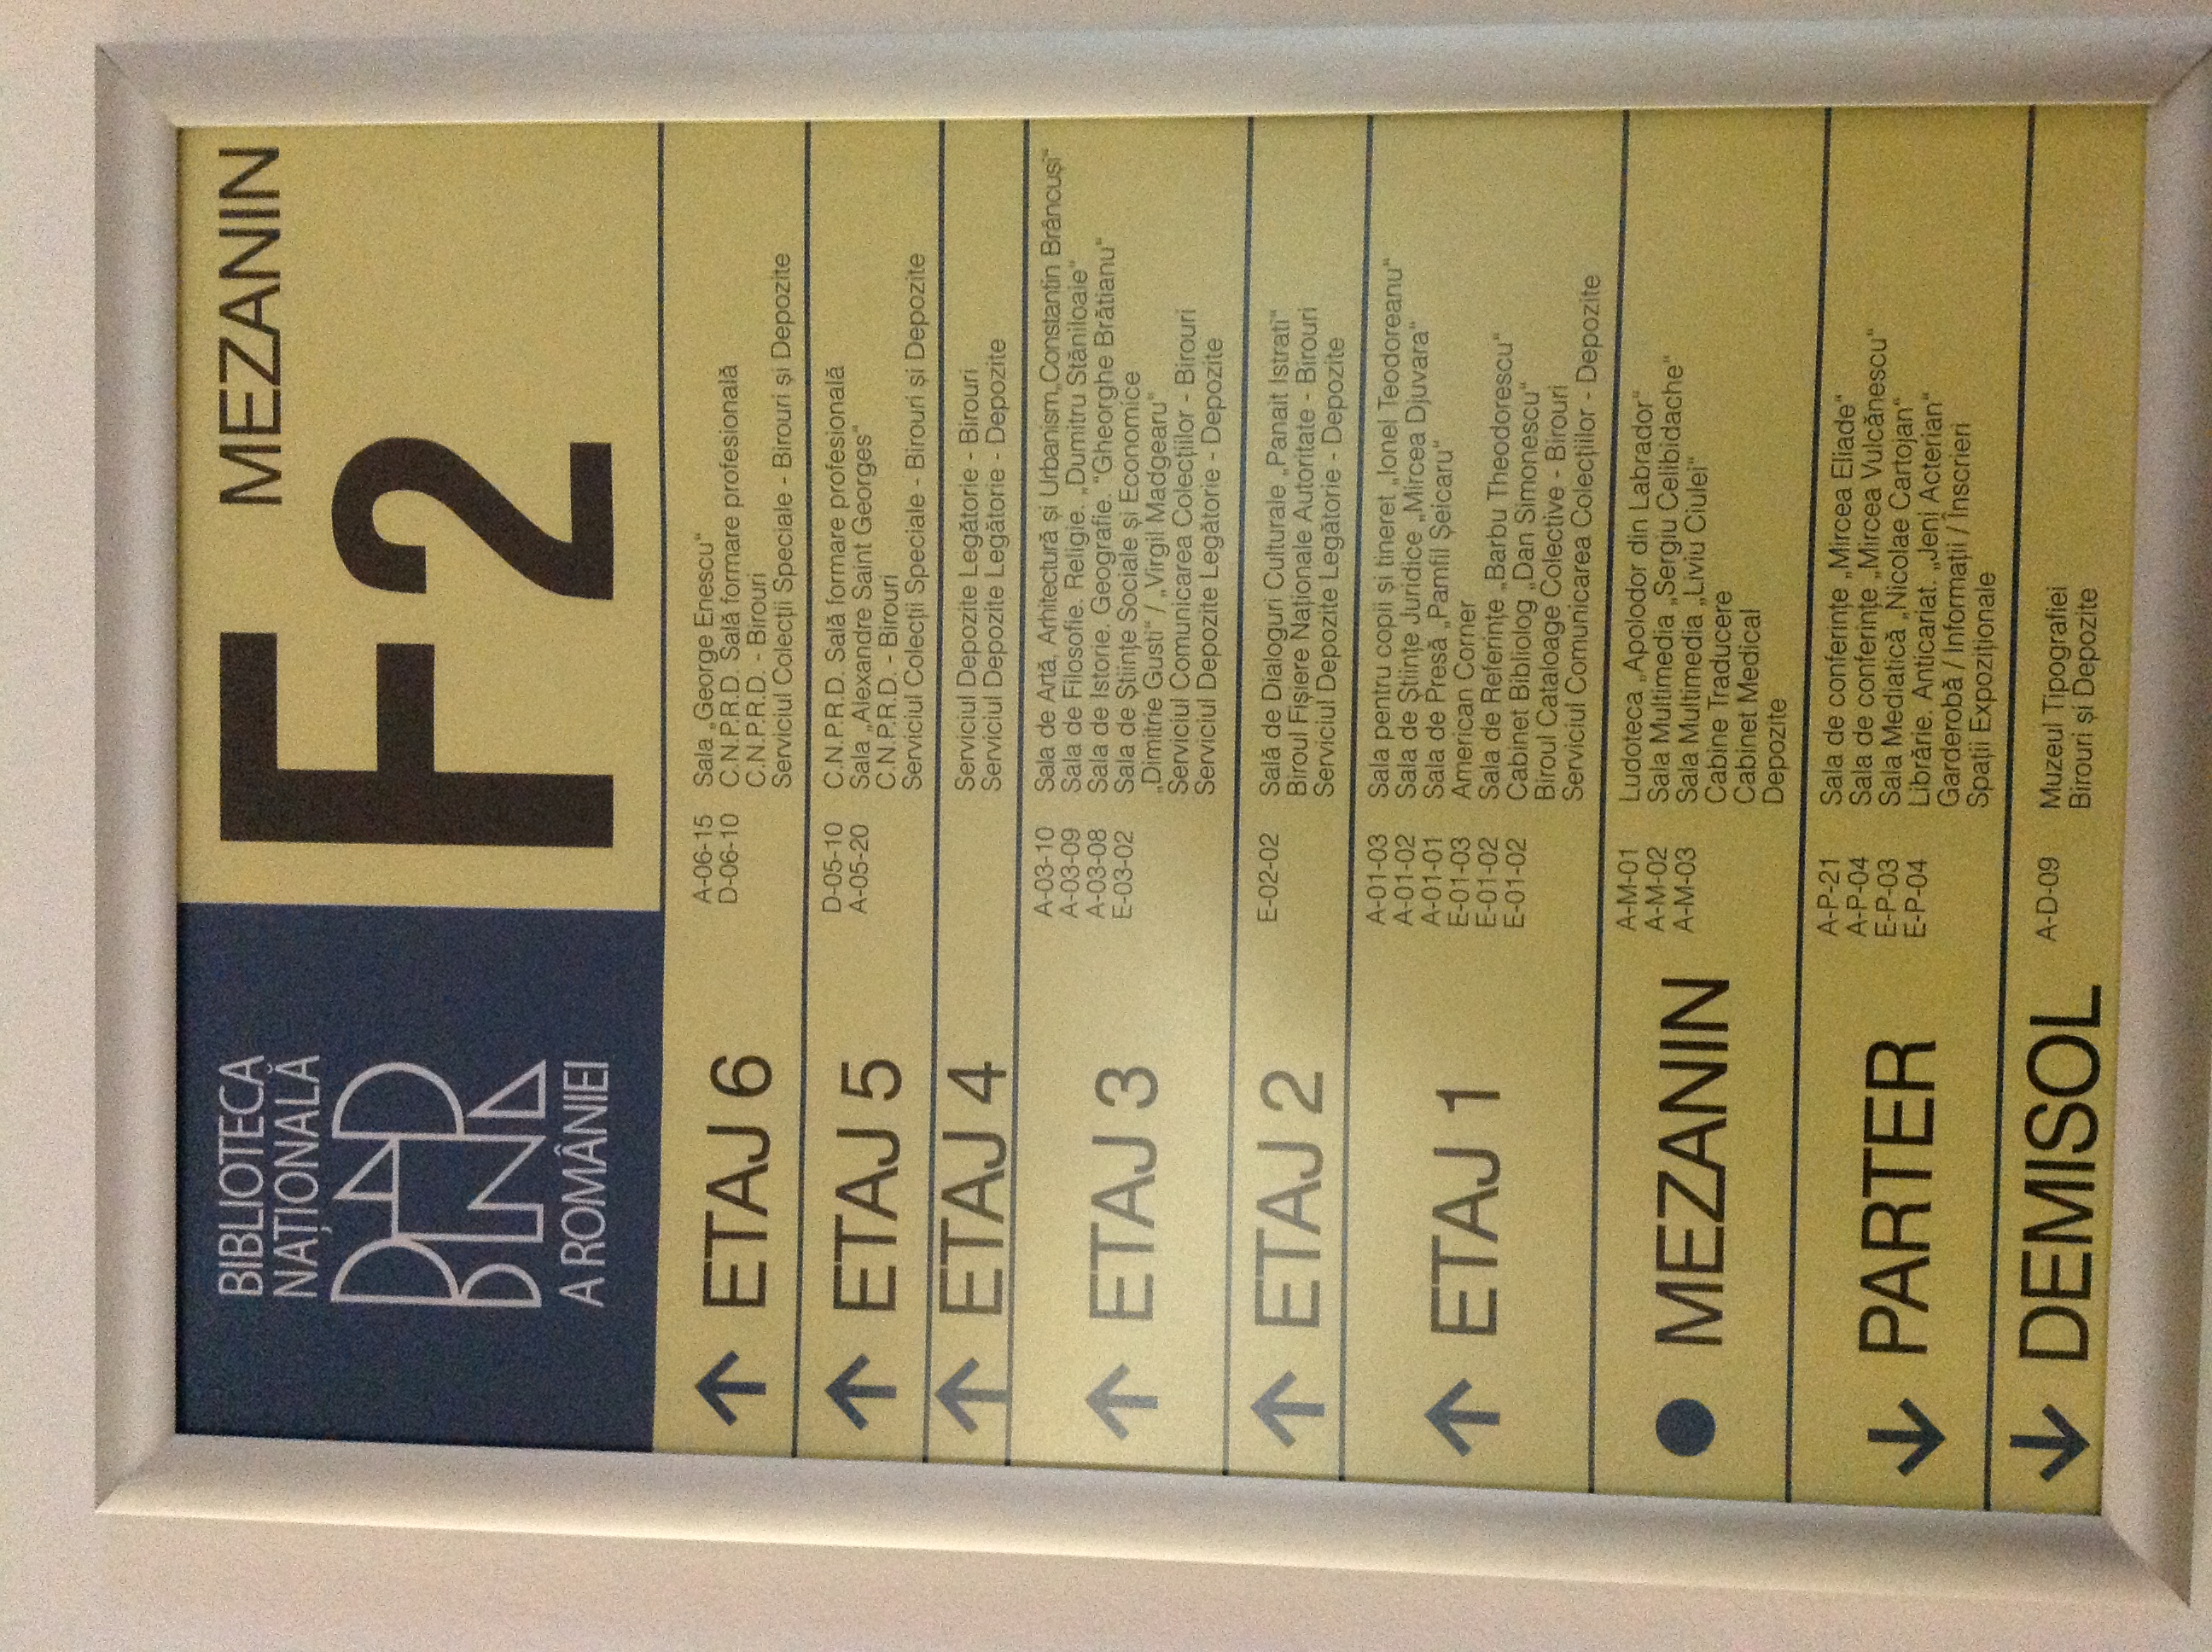 BIBLIOTECA
NAȚIONALĂ
BNR
A ROMÂNIEI
MEZANIN
F2
ETAJ 6
A-06-15 Sala „George Enescu“
D-06-10 C.N.P.R.D. Sală formare profesională
C.N.P.R.D. - Birouri
Serviciul Colecții Speciale - Birouri și Depozite
ETAJ 5
D-05-10 C.N.P.R.D. Sală formare profesională
A-05-20 Sala „Alexandre Saint Georges“
C.N.P.R.D. - Birouri
Serviciul Colecții Speciale - Birouri și Depozite
ETAJ 4
Serviciul Depozite Legătorie - Birouri
Serviciul Depozite Legătorie - Depozite
ETAJ 3
A-03-10 Sala de Artă, Arhitectură și Urbanism„Constantin Brâncuși“
A-03-09 Sala de Filosofie. Religie. „Dumitru Stăniloaie“
A-03-08 Sala de Istorie. Geografie. “Gheorghe Brătianu“
E-03-02 Sala de Științe Sociale și Economice
„Dimitrie Gusti“ / „Virgil Madgearu“
Serviciul Comunicarea Colecțiilor - Birouri
Serviciul Depozite Legătorie - Depozite
ETAJ 2
E-02-02 Sală de Dialoguri Culturale „Panait Istrati“
Biroul Fișiere Naționale Autoritate - Birouri
Serviciul Depozite Legătorie - Depozite
ETAJ 1
A-01-03 Sala pentru copii și tineret „Ionel Teodoreanu“
A-01-02 Sala de Științe Juridice „Mircea Djuvara“
A-01-01 Sala de Presă „Pamfil Șeicaru“
E-01-03 American Corner
E-01-02 Sala de Referințe „Barbu Theodorescu“
E-01-02 Cabinet Bibliolog „Dan Simonescu“
Biroul Cataloage Colective - Birouri
Serviciul Comunicarea Colecțiilor - Depozite
MEZANIN
A-M-01 Ludoteca „Apolodor din Labrador“
A-M-02 Sala Multimedia „Sergiu Celibidache“
A-M-03 Sala Multimedia „Liviu Ciulei“
Cabine Traducere
Cabinet Medical
Depozite
PARTER
A-P-21 Sala de conferințe „Mircea Eliade“
A-P-04 Sala de conferințe „Mircea Vulcănescu“
E-P-03 Sala Mediatică „Nicolae Cartojan“
E-P-04 Librărie. Anticariat. „Jeni Acterian“
Garderobă / Informații / Înscrieri
Spații Expoziționale
DEMISOL
A-D-09 Muzeul Tipografiei
Birouri și Depozite